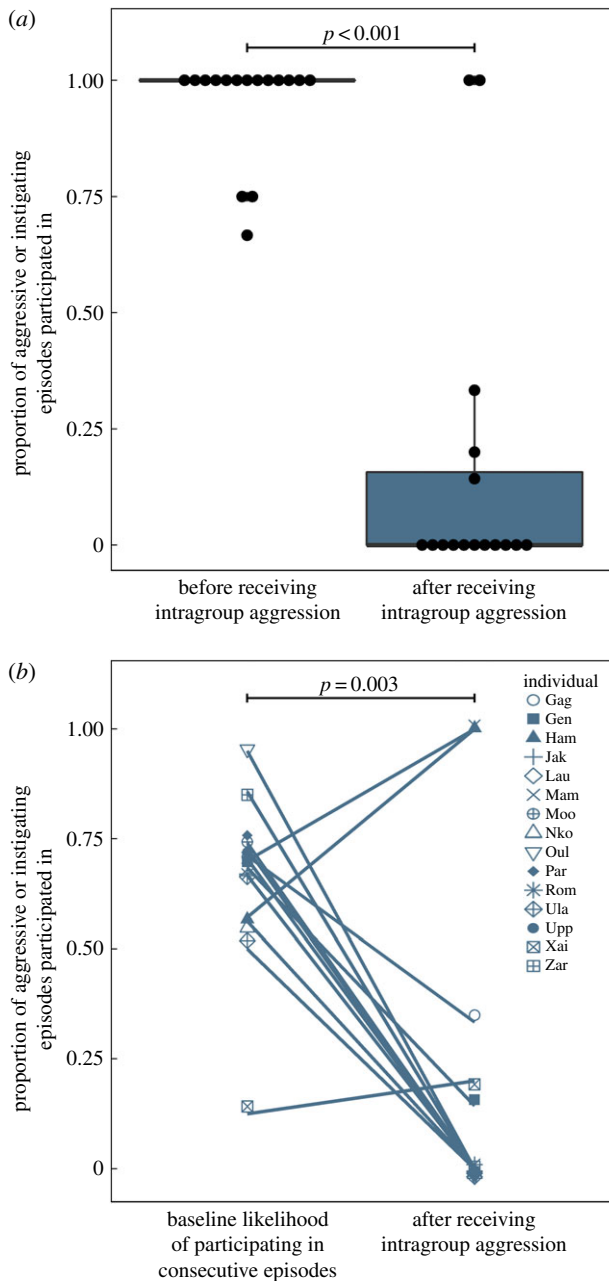 (a)
p < 0.001
1.00
0.75
0.50
0.25
0
proportion of aggressive or instigating
episodes participated in
before receiving
intragroup aggression
after receiving
intragroup aggression
(b)
p = 0.003
1.00
0.75
0.50
0.25
0
proportion of aggressive or instigating
episodes participated in
individual
Gag
Gen
Ham
Jak
Lau
Mam
Moo
Nko
Oul
Par
Rom
Ula
Upp
Xai
Zar
baseline likelihood
of participating in
consecutive episodes
after receiving
intragroup aggression